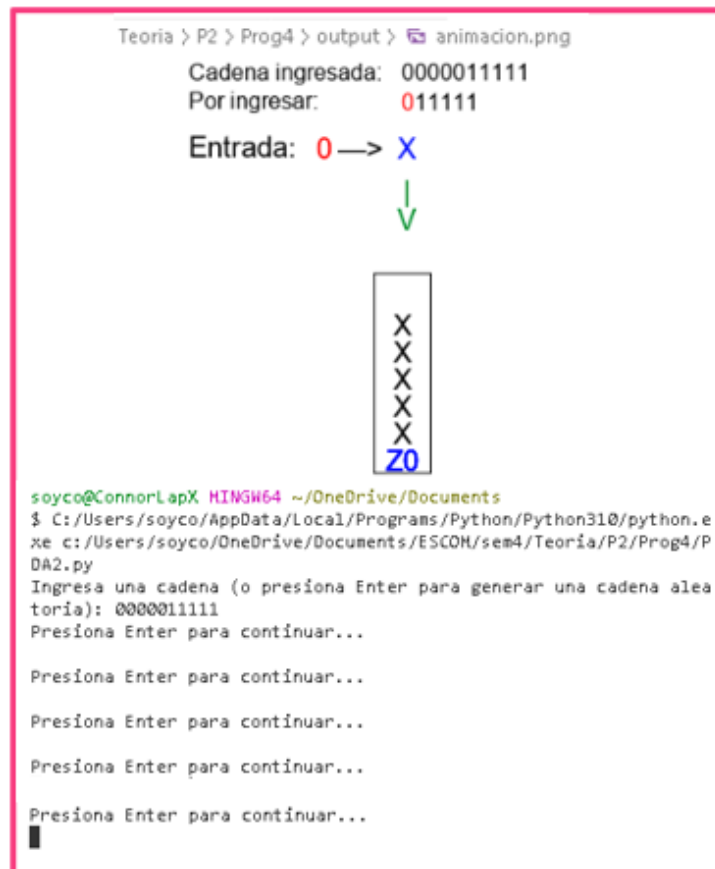 Teoria > P2 > Prog4 > output > animacion.png
Cadena ingresada: 0000011111
Por ingresar: 011111
Entrada: 0 —> X
|
V
X
X
X
X
X
Z0
soyco@ConnorLapX MINGW64 ~/OneDrive/Documents
$ C:/Users/soyco/AppData/Local/Programs/Python/Python310/python.e
xe c:/Users/soyco/OneDrive/Documents/ESCOM/sem4/Teoria/P2/Prog4/P
DA2.py
Ingresa una cadena (o presiona Enter para generar una cadena alea
toria): 0000011111
Presiona Enter para continuar...
Presiona Enter para continuar...
Presiona Enter para continuar...
Presiona Enter para continuar...
Presiona Enter para continuar...